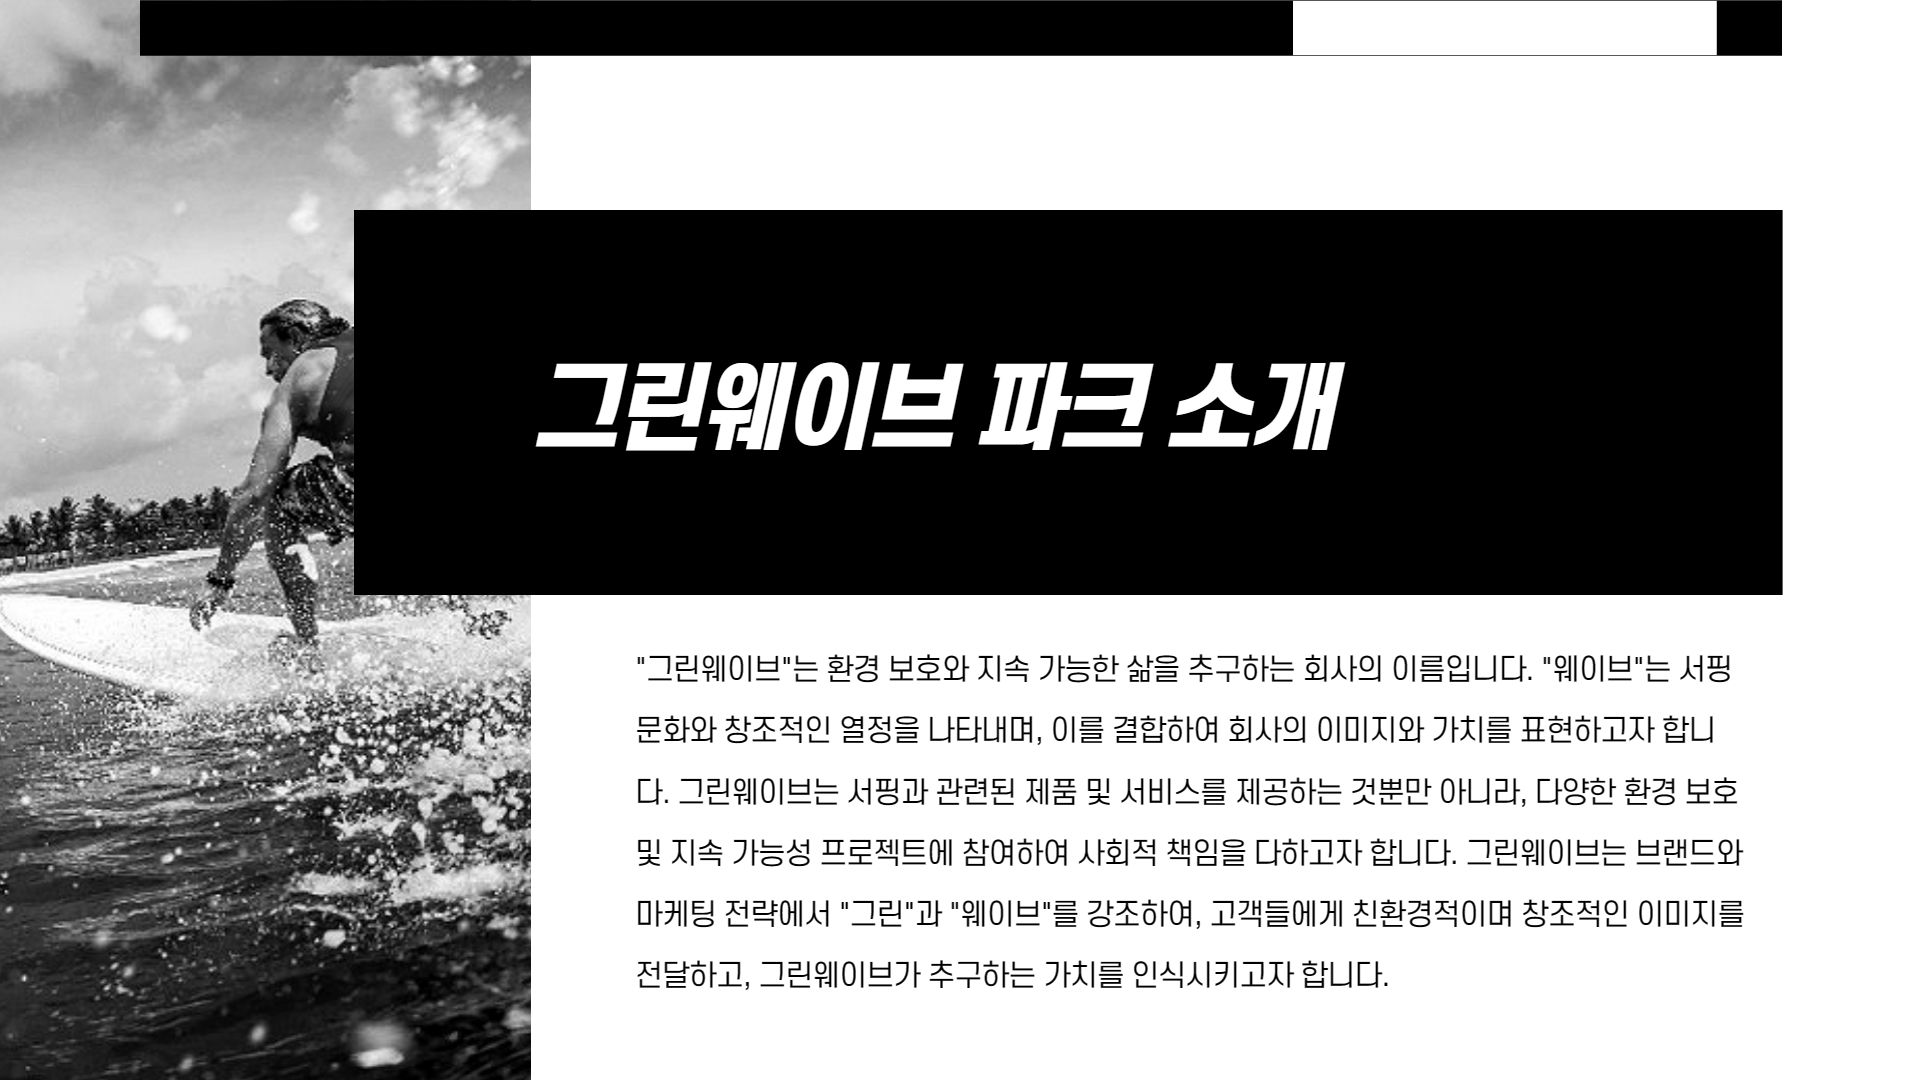 그린웨이브 파크 소개
"그린웨이브"는 환경 보호와 지속 가능한 삶을 추구하는 회사의 이름입니다. "웨이브"는 서핑
문화와 창조적인 열정을 나타내며, 이를 결합하여 회사의 이미지와 가치를 표현하고자 합니
다. 그린웨이브는 서핑과 관련된 제품 및 서비스를 제공하는 것뿐만 아니라, 다양한 환경 보호
및 지속 가능성 프로젝트에 참여하여 사회적 책임을 다하고자 합니다. 그린웨이브는 브랜드와
마케팅 전략에서 "그린"과 "웨이브"를 강조하여, 고객들에게 친환경적이며 창조적인 이미지를
전달하고, 그린웨이브가 추구하는 가치를 인식시키고자 합니다.